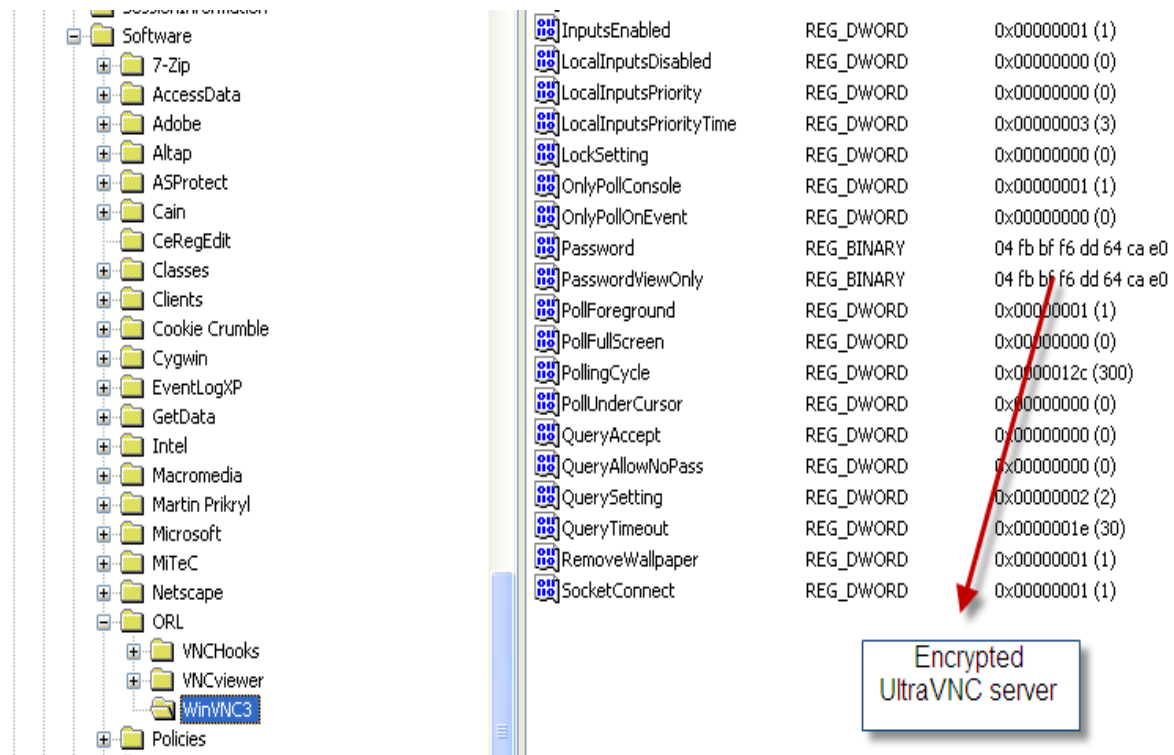 SessionInformation
Software
7-Zip
AccessData
Adobe
Altap
ASProtect
Cain
CeRegEdit
Classes
Clients
Cookie Crumble
Cygwin
EventLogXP
GetData
Intel
Macromedia
Martin Prikryl
Microsoft
MiTeC
Netscape
ORL
VNCHooks
VNCviewer
WinVNC3
Policies
InputsEnabled REG_DWORD 0x00000001 (1)
LocalInputsDisabled REG_DWORD 0x00000000 (0)
LocalInputsPriority REG_DWORD 0x00000000 (0)
LocalInputsPriorityTime REG_DWORD 0x00000003 (3)
LockSetting REG_DWORD 0x00000000 (0)
OnlyPollConsole REG_DWORD 0x00000001 (1)
OnlyPollOnEvent REG_DWORD 0x00000000 (0)
Password REG_BINARY 04 fb bf f6 dd 64 ca e0
PasswordViewOnly REG_BINARY 04 fb bf f6 dd 64 ca e0
PollForeground REG_DWORD 0x00000001 (1)
PollFullScreen REG_DWORD 0x00000000 (0)
PollingCycle REG_DWORD 0x0000012c (300)
PollUnderCursor REG_DWORD 0x00000000 (0)
QueryAccept REG_DWORD 0x00000000 (0)
QueryAllowNoPass REG_DWORD 0x00000000 (0)
QuerySetting REG_DWORD 0x00000002 (2)
QueryTimeout REG_DWORD 0x0000001e (30)
RemoveWallpaper REG_DWORD 0x00000001 (1)
SocketConnect REG_DWORD 0x00000001 (1)
Encrypted
UltraVNC server